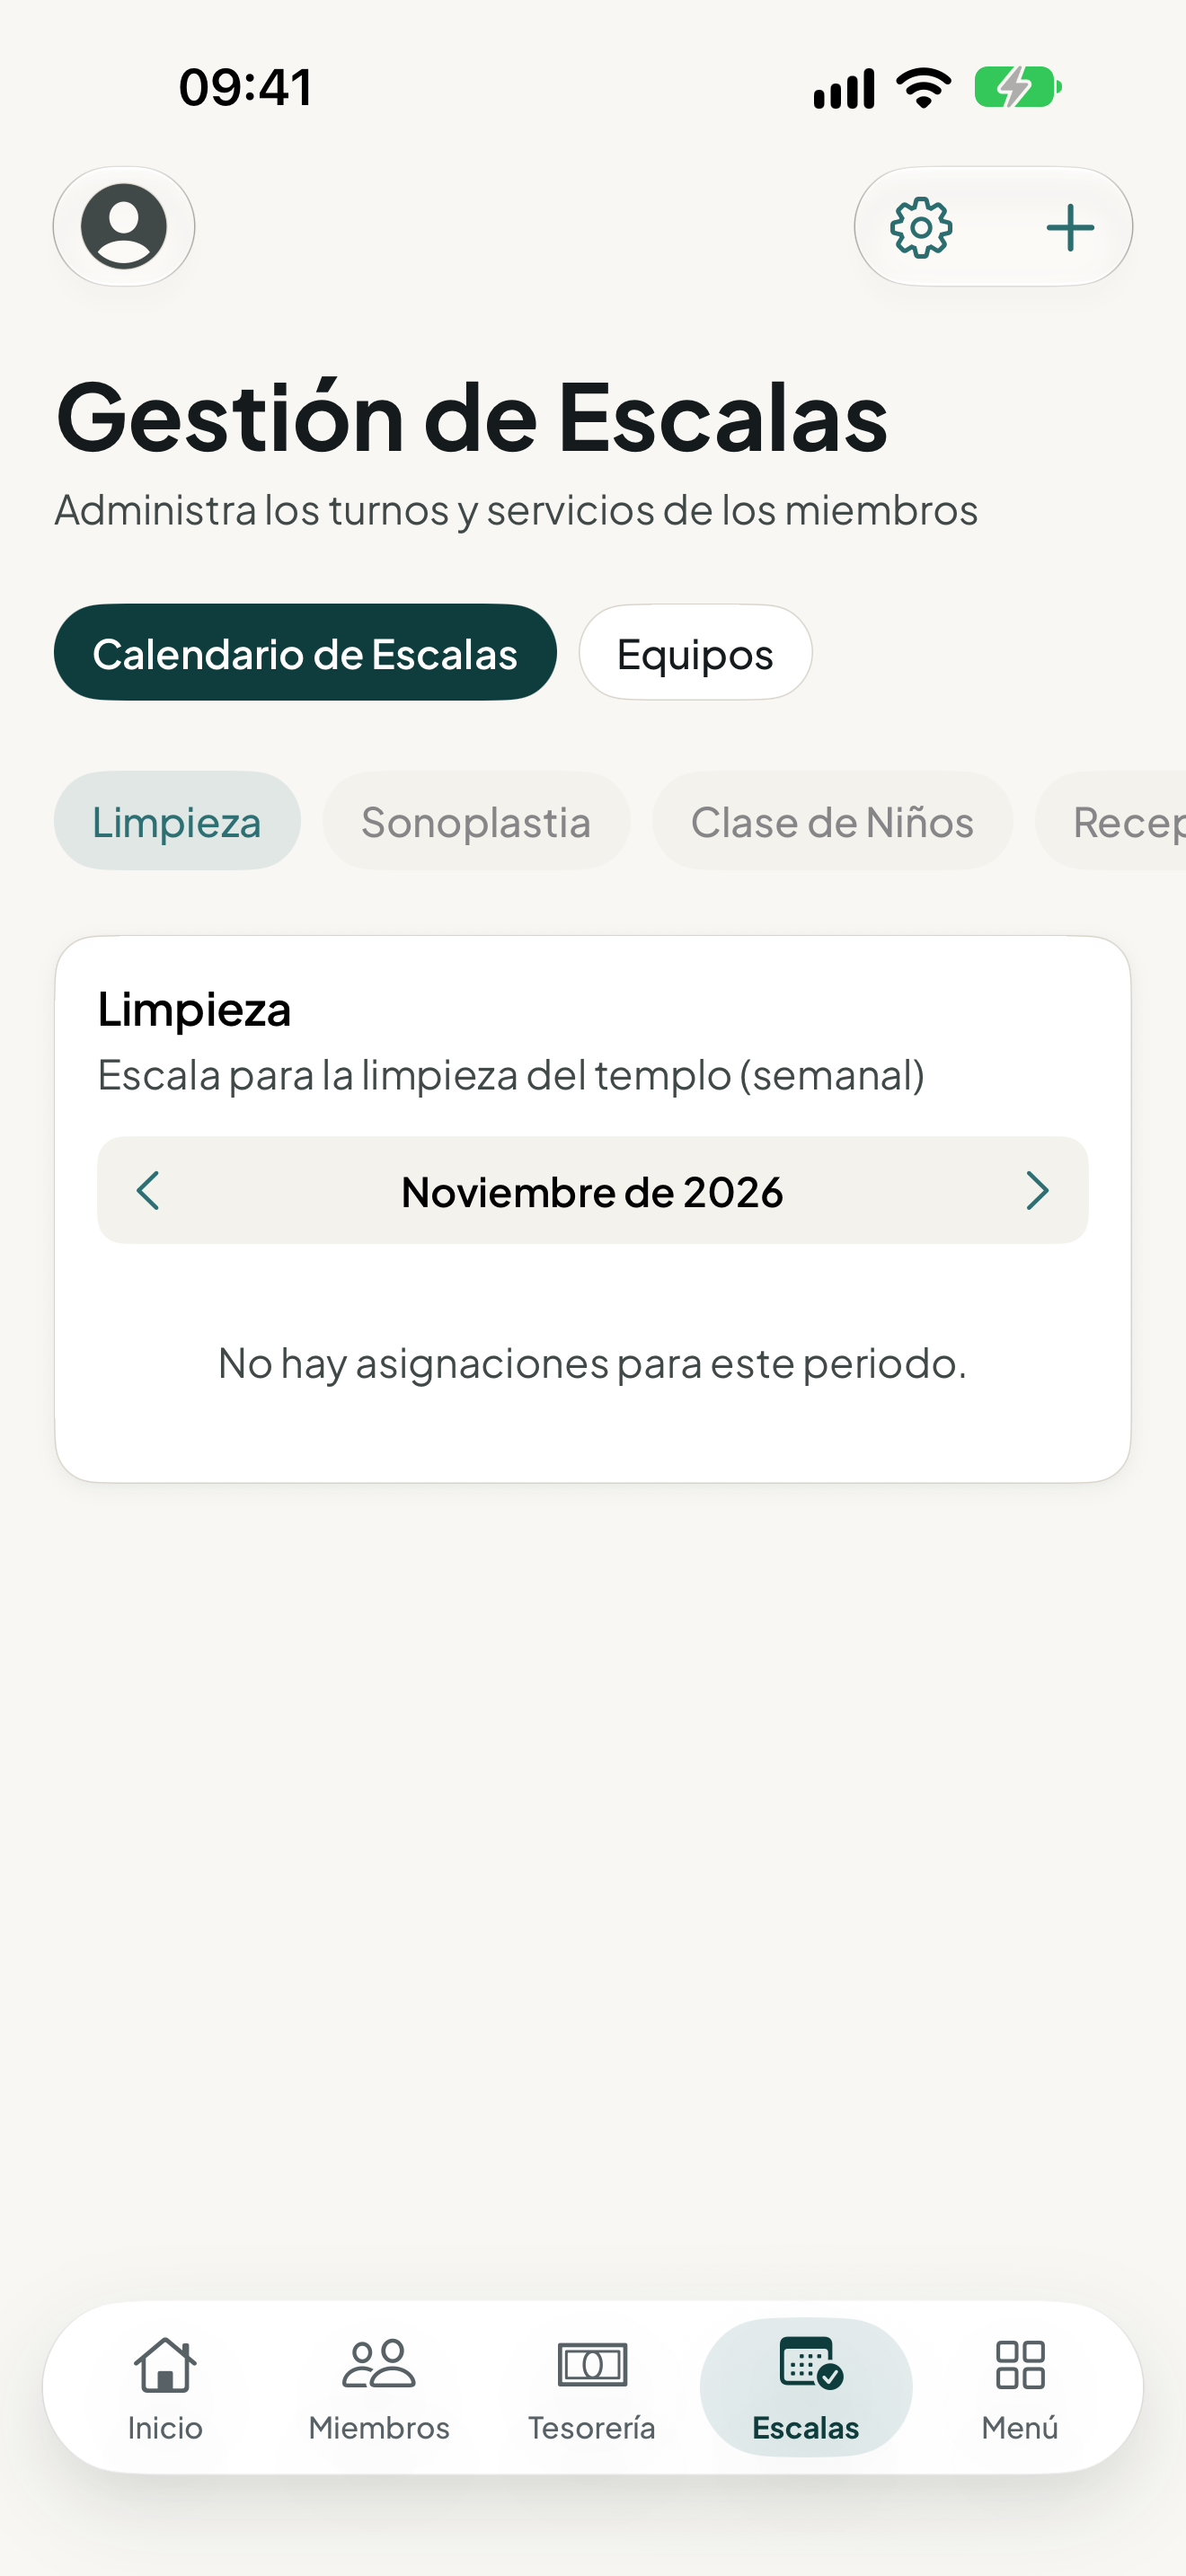 09:41
Gestión de Escalas
Administra los turnos y servicios de los miembros
Calendario de Escalas
Equipos
Limpieza
Sonoplastia
Clase de Niños
Recep
Limpieza
Escala para la limpieza del templo (semanal)
Noviembre de 2026
No hay asignaciones para este periodo.
Inicio
Miembros
Tesorería
Escalas
Menú